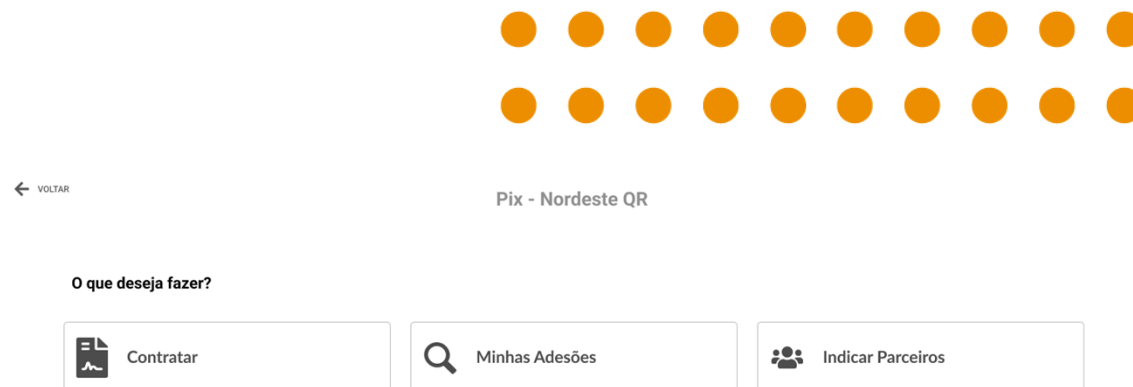 VOLTAR
Pix - Nordeste QR
O que deseja fazer?
Contratar
Minhas Adesões
Indicar Parceiros